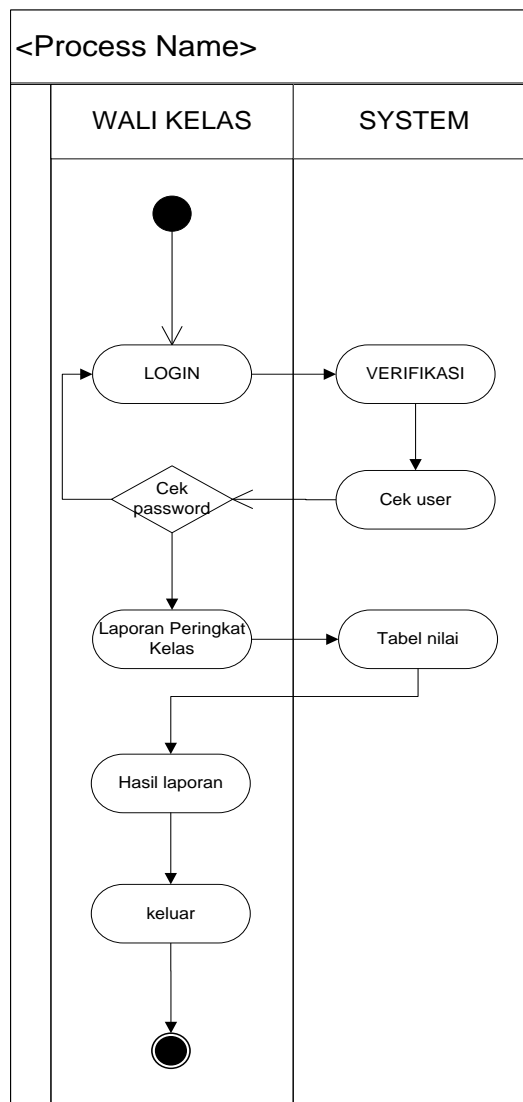 <Process Name>
WALI KELAS
SYSTEM
LOGIN
VERIFIKASI
Cek
password
Cek user
Laporan Peringkat
Kelas
Tabel nilai
Hasil laporan
keluar